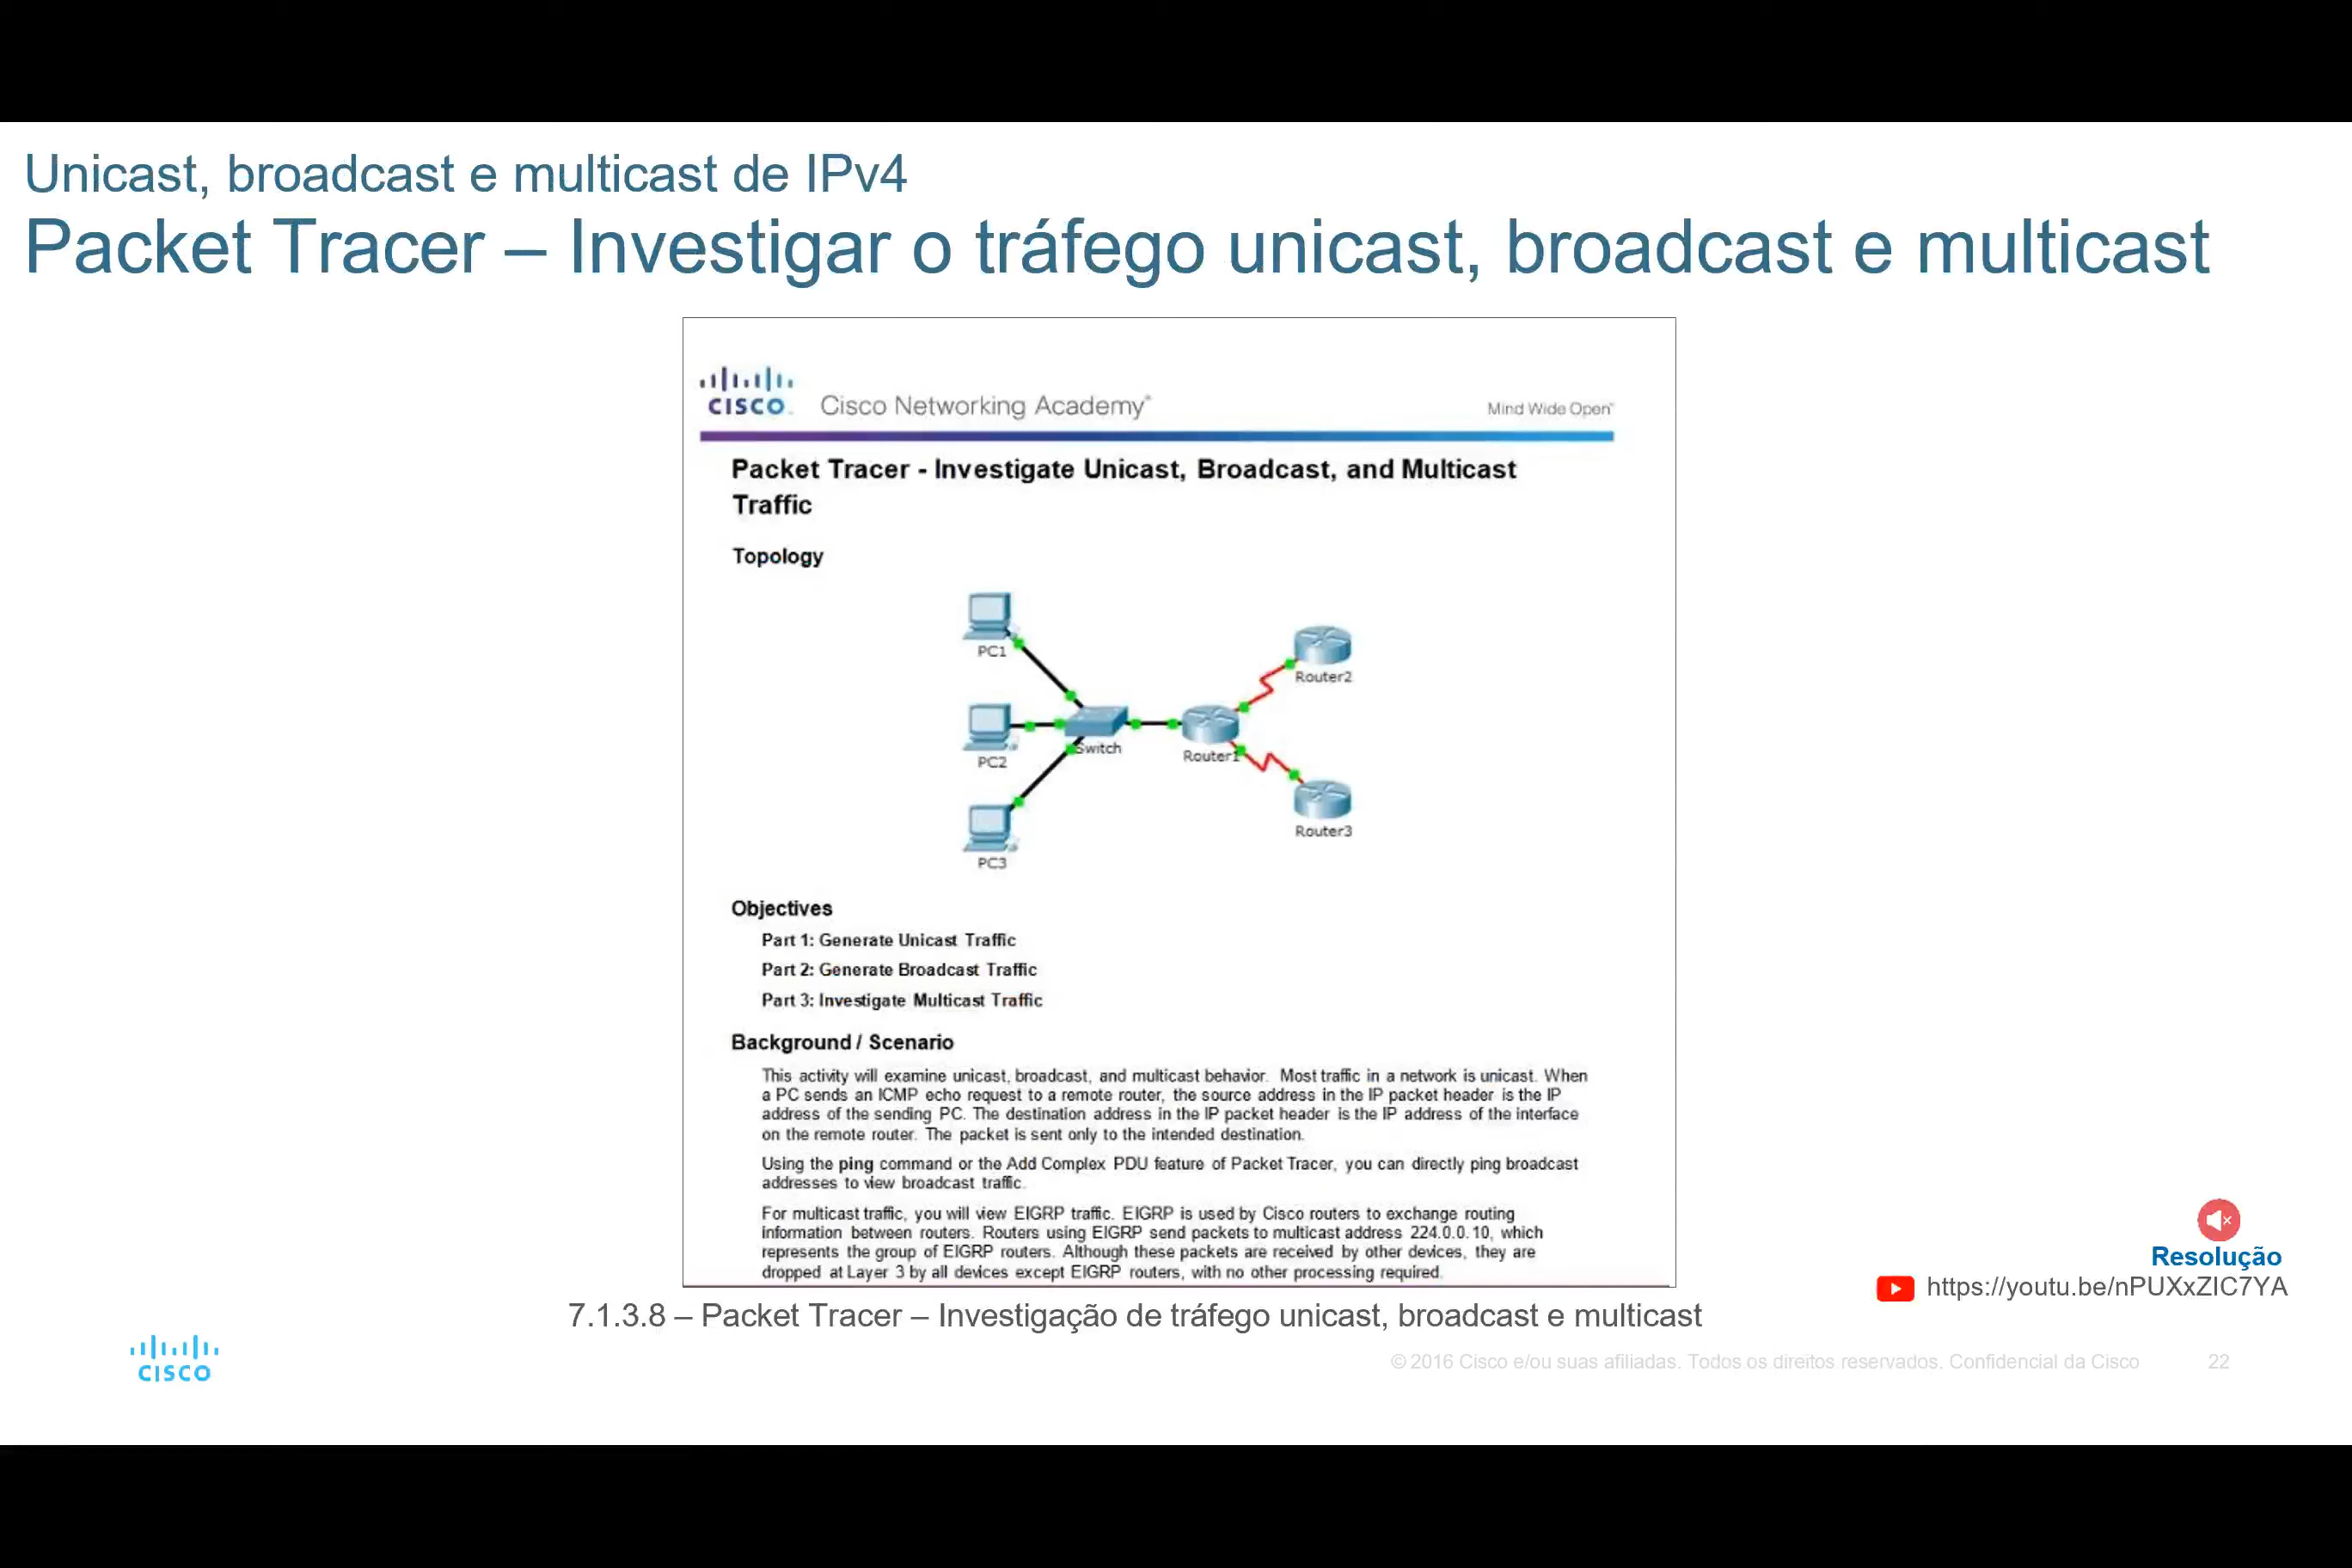 Unicast, broadcast e multicast de IPv4
Packet Tracer – Investigar o tráfego unicast, broadcast e multicast
CISCO
Cisco Networking Academy®
Mind Wide Open™
Packet Tracer - Investigate Unicast, Broadcast, and Multicast
Traffic
Topology
PC1
Router2
Switch
Router1
PC2
Router3
PC3
Objectives
Part 1: Generate Unicast Traffic
Part 2: Generate Broadcast Traffic
Part 3: Investigate Multicast Traffic
Background / Scenario
This activity will examine unicast, broadcast, and multicast behavior. Most traffic in a network is unicast. When
a PC sends an ICMP echo request to a remote router, the source address in the IP packet header is the IP
address of the sending PC. The destination address in the IP packet header is the IP address of the interface
on the remote router. The packet is sent only to the intended destination.
Using the ping command or the Add Complex PDU feature of Packet Tracer, you can directly ping broadcast
addresses to view broadcast traffic.
For multicast traffic, you will view EIGRP traffic. EIGRP is used by Cisco routers to exchange routing
information between routers. Routers using EIGRP send packets to multicast address 224.0.0.10, which
represents the group of EIGRP routers. Although these packets are received by other devices, they are
dropped at Layer 3 by all devices except EIGRP routers, with no other processing required.
Resolução
https://youtu.be/nPUXxZIC7YA
7.1.3.8 – Packet Tracer – Investigação de tráfego unicast, broadcast e multicast
CISCO
© 2016 Cisco e/ou suas afiliadas. Todos os direitos reservados. Confidencial da Cisco
22